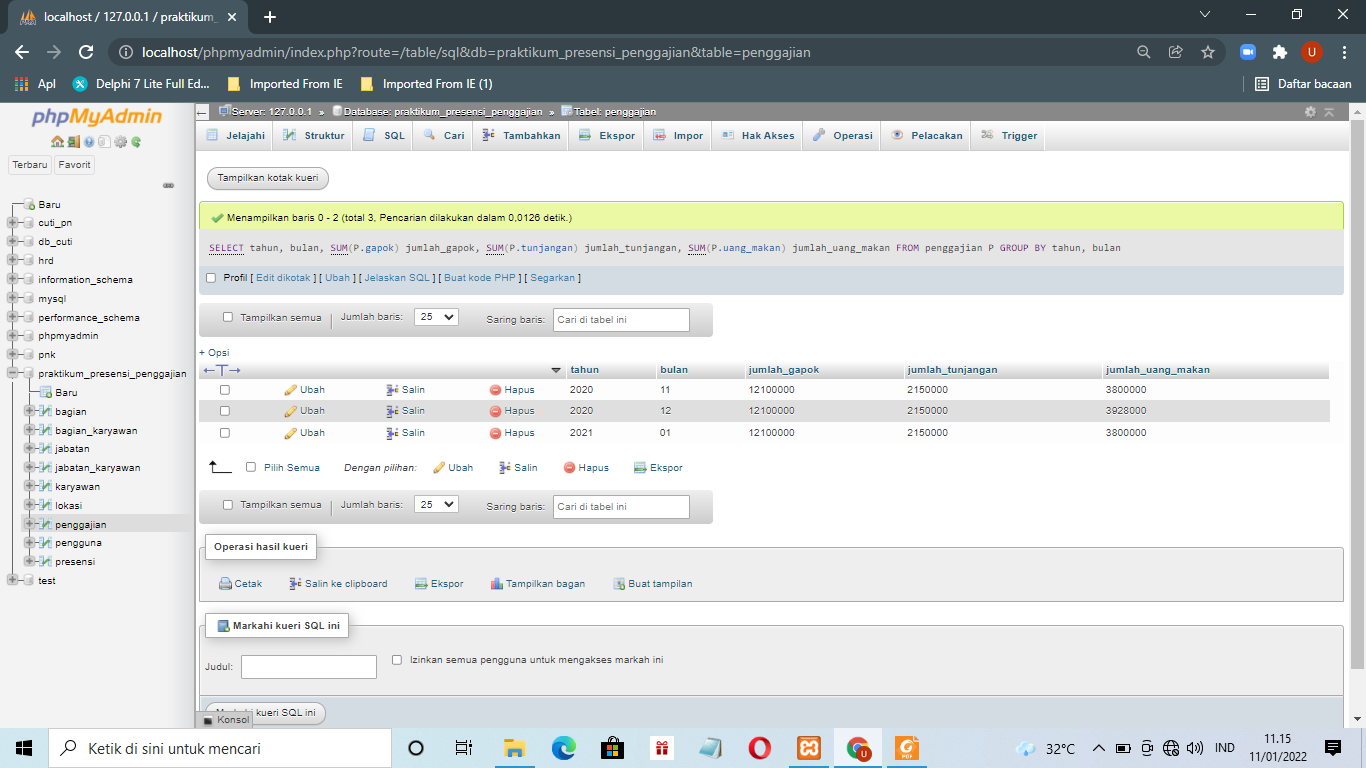 localhost / 127.0.0.1 / praktikum_
localhost/phpmyadmin/index.php?route=/table/sql&db=praktikum_presensi_penggajian&table=penggajian
U
Apl Delphi 7 Lite Full Ed... Imported From IE Imported From IE (1) Daftar bacaan
phpMyAdmin
Terbaru Favorit
Baru
cuti_pn
db_cuti
hrd
information_schema
mysql
performance_schema
phpmyadmin
pnk
praktikum_presensi_penggajian
Baru
bagian
bagian_karyawan
jabatan
jabatan_karyawan
karyawan
lokasi
penggajian
pengguna
presensi
test
Server: 127.0.0.1 » Database: praktikum_presensi_penggajian » Tabel: penggajian
Jelajahi Struktur SQL Cari Tambahkan Ekspor Impor Hak Akses Operasi Pelacakan Trigger
Tampilkan kotak kueri
Menampilkan baris 0 - 2 (total 3, Pencarian dilakukan dalam 0,0126 detik.)
SELECT tahun, bulan, SUM(P.gapok) jumlah_gapok, SUM(P.tunjangan) jumlah_tunjangan, SUM(P.uang_makan) jumlah_uang_makan FROM penggajian P GROUP BY tahun, bulan
Profil [ Edit dikotak ] [ Ubah ] [ Jelaskan SQL ] [ Buat kode PHP ] [ Segarkan ]
Tampilkan semua Jumlah baris: 25 Saring baris: Cari di tabel ini
+ Opsi
←T→ tahun bulan jumlah_gapok jumlah_tunjangan jumlah_uang_makan
Ubah Salin Hapus 2020 11 12100000 2150000 3800000
Ubah Salin Hapus 2020 12 12100000 2150000 3928000
Ubah Salin Hapus 2021 01 12100000 2150000 3800000
Pilih Semua Dengan pilihan: Ubah Salin Hapus Ekspor
Tampilkan semua Jumlah baris: 25 Saring baris: Cari di tabel ini
Operasi hasil kueri
Cetak Salin ke clipboard Ekspor Tampilkan bagan Buat tampilan
Markahi kueri SQL ini
Judul: Izinkan semua pengguna untuk mengakses markah ini
kueri SQL ini
Konsol
Ketik di sini untuk mencari
U
32°C IND 11.15
11/01/2022